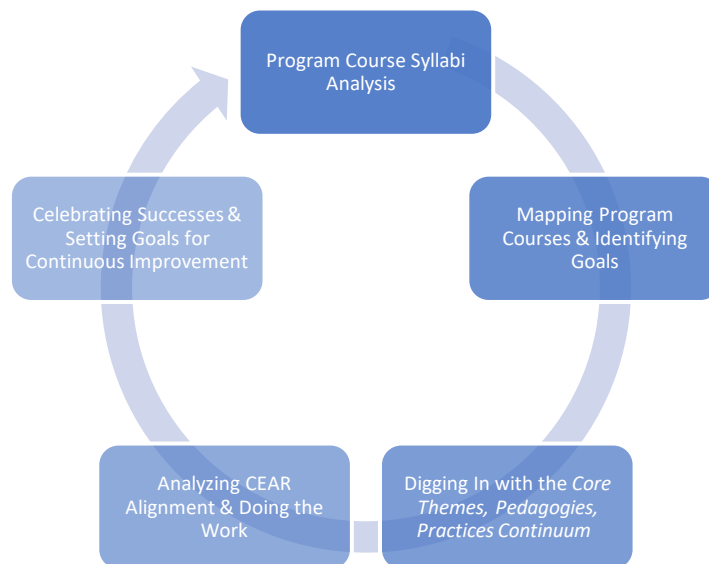 Program Course Syllabi
Analysis
Mapping Program
Courses & Identifying
Goals
Digging In with the Core
Themes, Pedagogies,
Practices Continuum
Analyzing CEAR
Alignment & Doing the
Work
Celebrating Successes &
Setting Goals for
Continuous Improvement